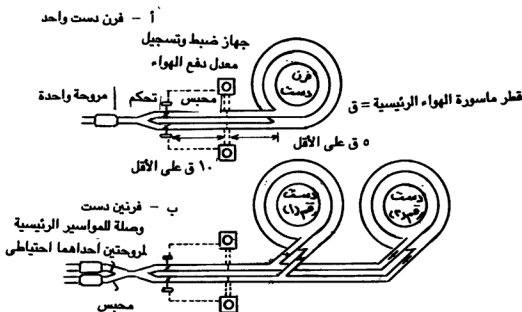 أ - فرن دست واحد
جهاز ضبط وتسجيل
معدل دفع الهواء
فرن
دست
قطر ماسورة الهواء الرئيسية = ق
مروحة واحدة
تحكم
محبس
٥ ق على الأقل
١٠ ق على الأقل
ب - فرنين دست
وصلة للمواسير الرئيسية
لمروحتين أحداهما احتياطى
محبس
دست
رقم (١)
دست
رقم (٢)